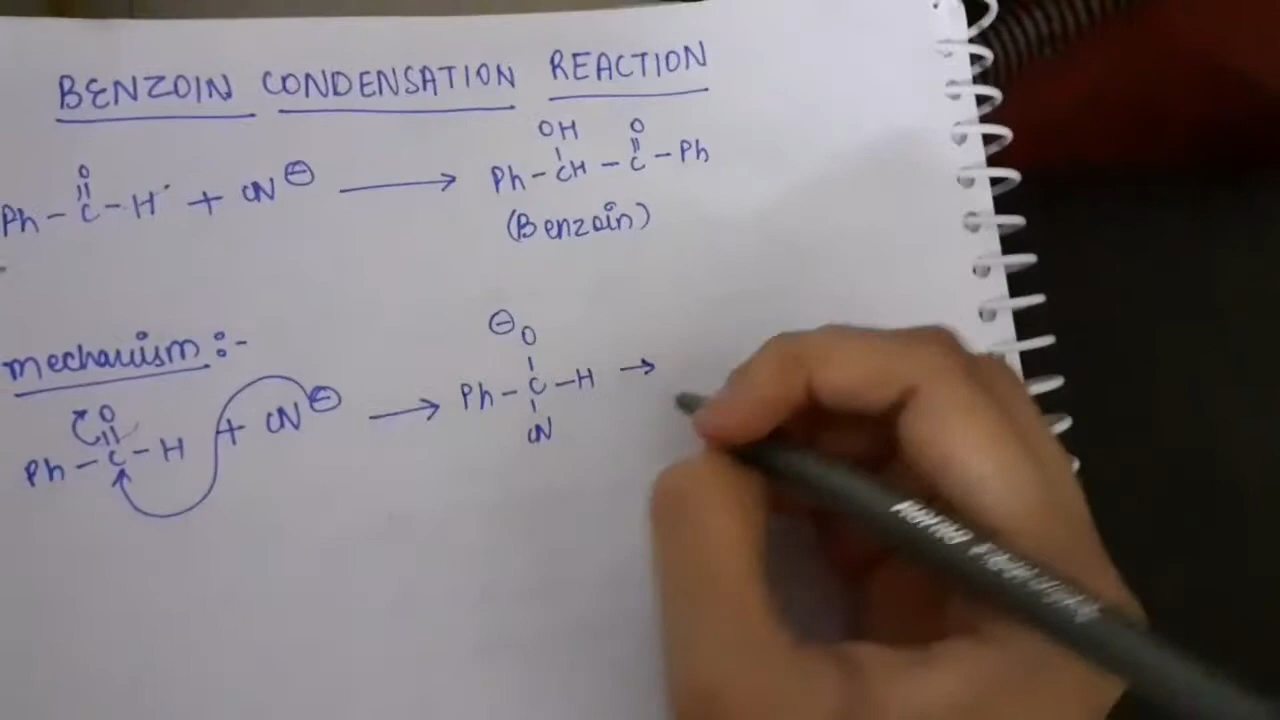 BENZOIN CONDENSATION REACTION
OH O
Ph - CH - C - Ph
O
Ph - C - H + CN ⊖ →
(Benzoin)
mechanism :-
⊖ O
Ph - C - H →
CN
O
Ph - C - H + CN ⊖ →